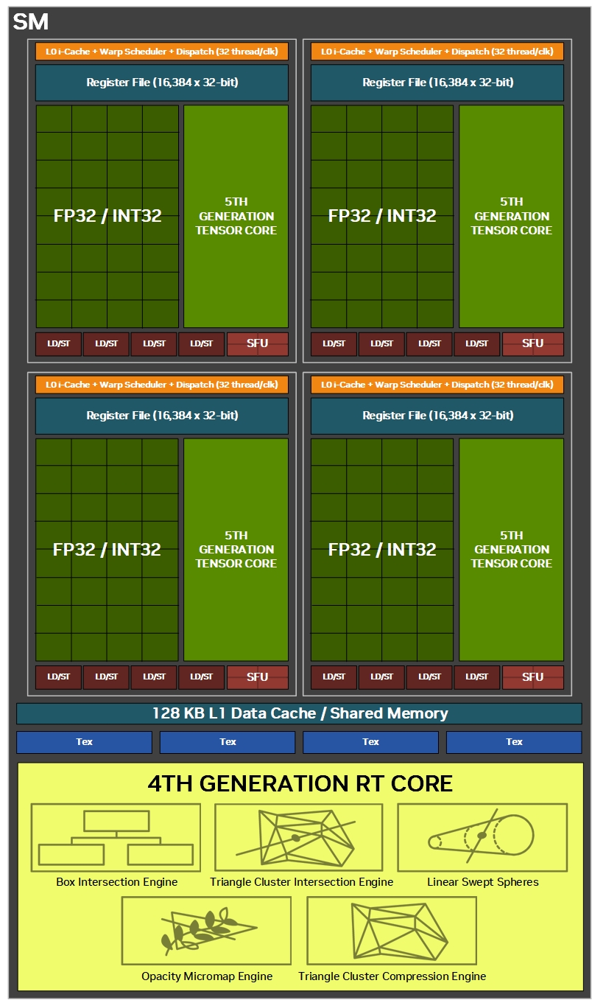 SM
L0 i-Cache + Warp Scheduler + Dispatch (32 thread/clk)
Register File (16,384 x 32-bit)
FP32 / INT32
5TH
GENERATION
TENSOR CORE
LD/ST
LD/ST
LD/ST
LD/ST
SFU
L0 i-Cache + Warp Scheduler + Dispatch (32 thread/clk)
Register File (16,384 x 32-bit)
FP32 / INT32
5TH
GENERATION
TENSOR CORE
LD/ST
LD/ST
LD/ST
LD/ST
SFU
L0 i-Cache + Warp Scheduler + Dispatch (32 thread/clk)
Register File (16,384 x 32-bit)
FP32 / INT32
5TH
GENERATION
TENSOR CORE
LD/ST
LD/ST
LD/ST
LD/ST
SFU
L0 i-Cache + Warp Scheduler + Dispatch (32 thread/clk)
Register File (16,384 x 32-bit)
FP32 / INT32
5TH
GENERATION
TENSOR CORE
LD/ST
LD/ST
LD/ST
LD/ST
SFU
128 KB L1 Data Cache / Shared Memory
Tex
Tex
Tex
Tex
4TH GENERATION RT CORE
Box Intersection Engine
Triangle Cluster Intersection Engine
Linear Swept Spheres
Opacity Micromap Engine
Triangle Cluster Compression Engine